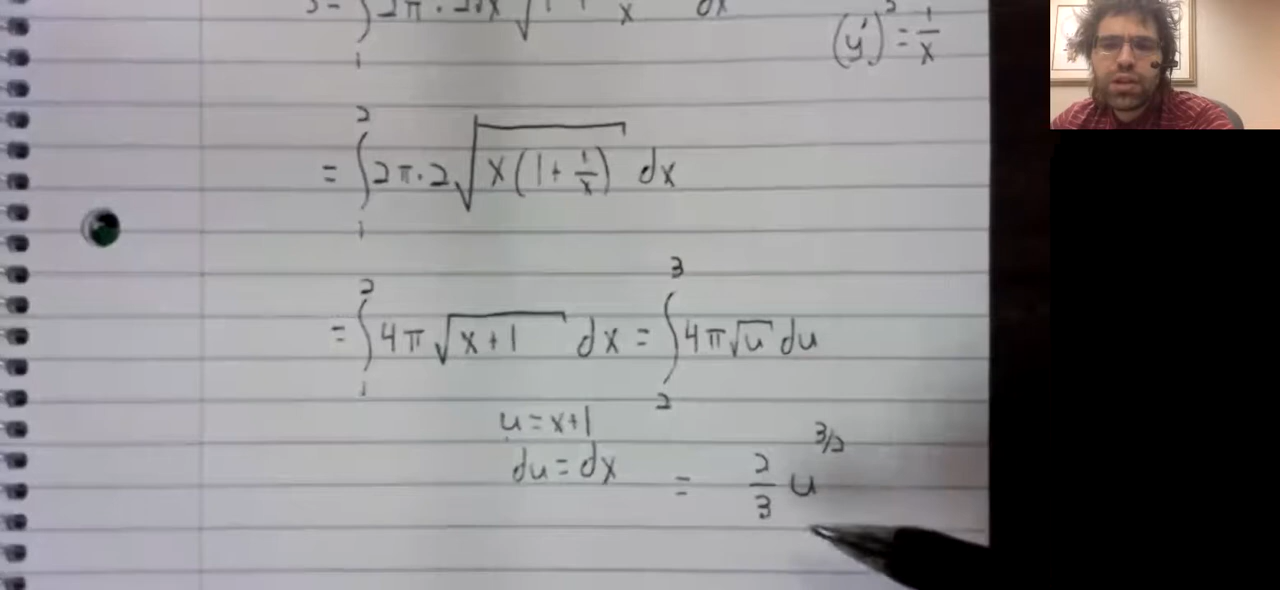 (y')² = 1/x
= ∫₁² 2π·2√(x(1+1/x)) dx
= ∫₁² 4π√(x+1) dx = ∫₂³ 4π√u du
u = x+1
du = dx
= 2/3 u^(3/2)